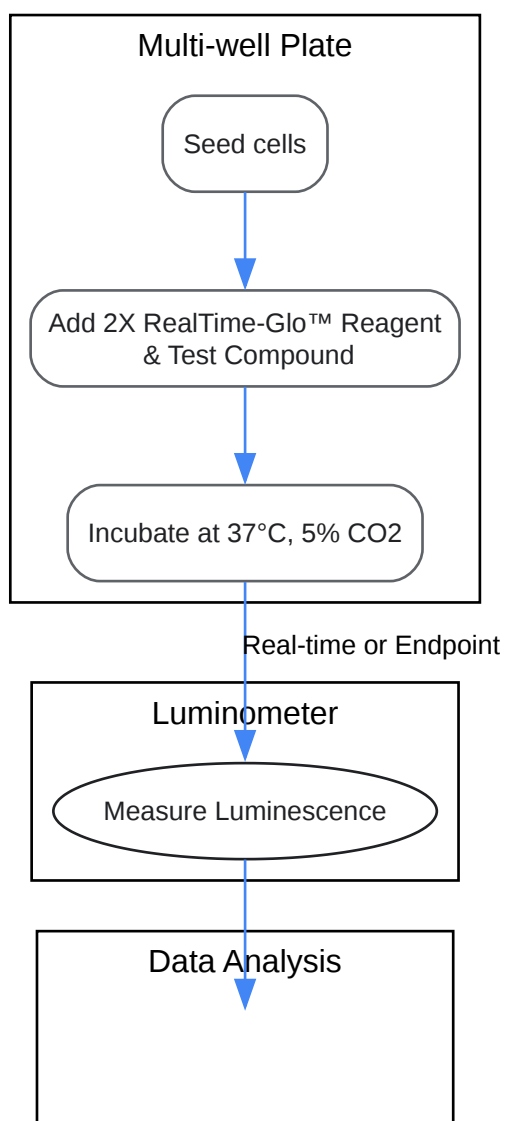 Multi-well Plate
Seed cells
Add 2X RealTime-Glo™ Reagent
& Test Compound
Incubate at 37°C, 5% CO2
Real-time or Endpoint
Luminometer
Measure Luminescence
Data Analysis